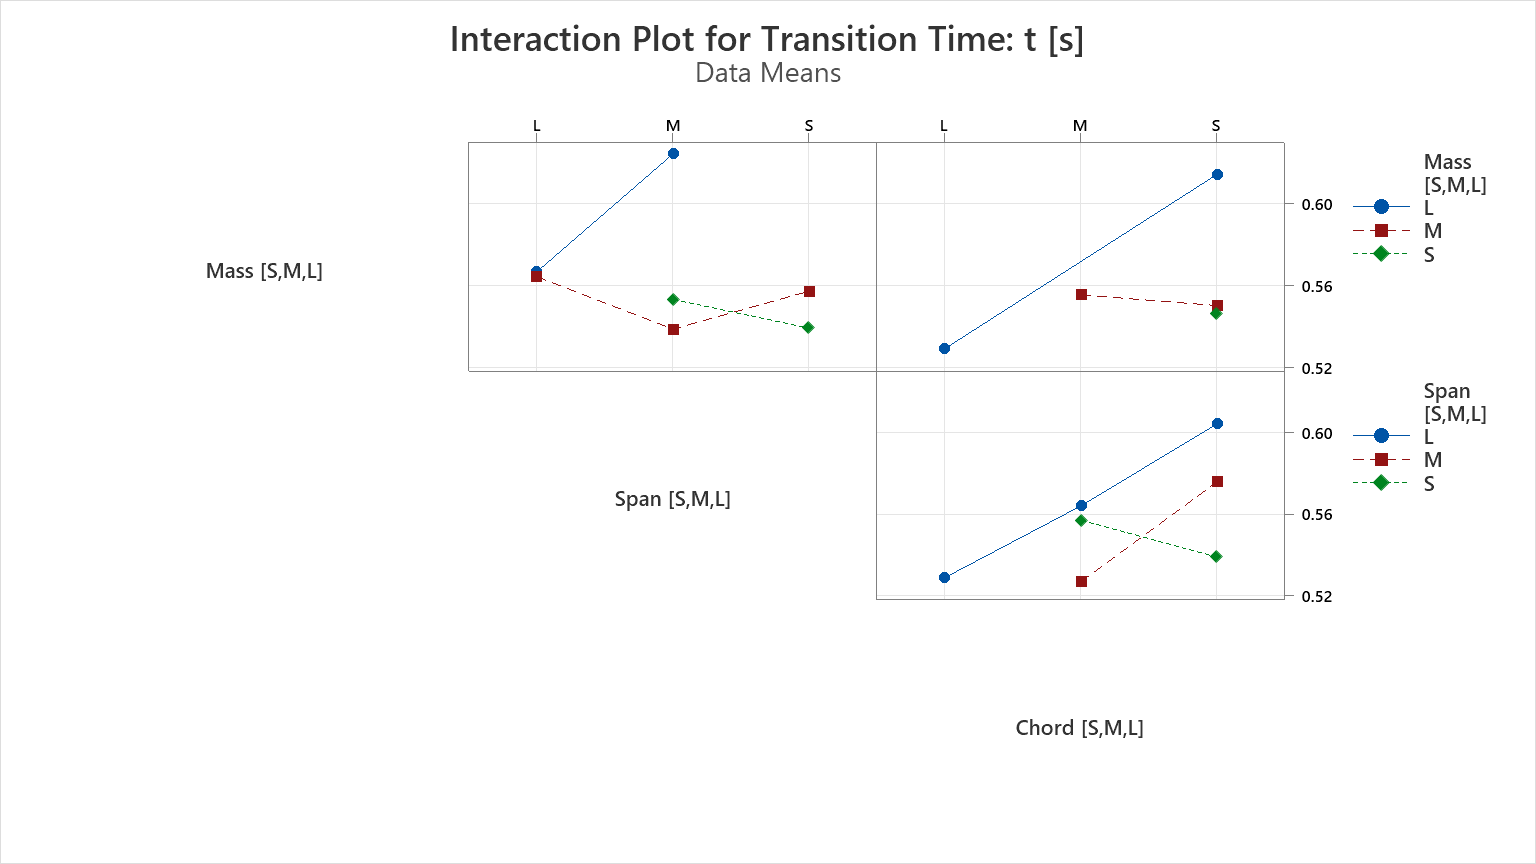 Interaction Plot for Transition Time: t [s]
Data Means
L M S L M S
Mass [S,M,L]
0.60
0.56
0.52
Mass
[S,M,L]
L
M
S
Span [S,M,L]
0.60
0.56
0.52
Span
[S,M,L]
L
M
S
Chord [S,M,L]